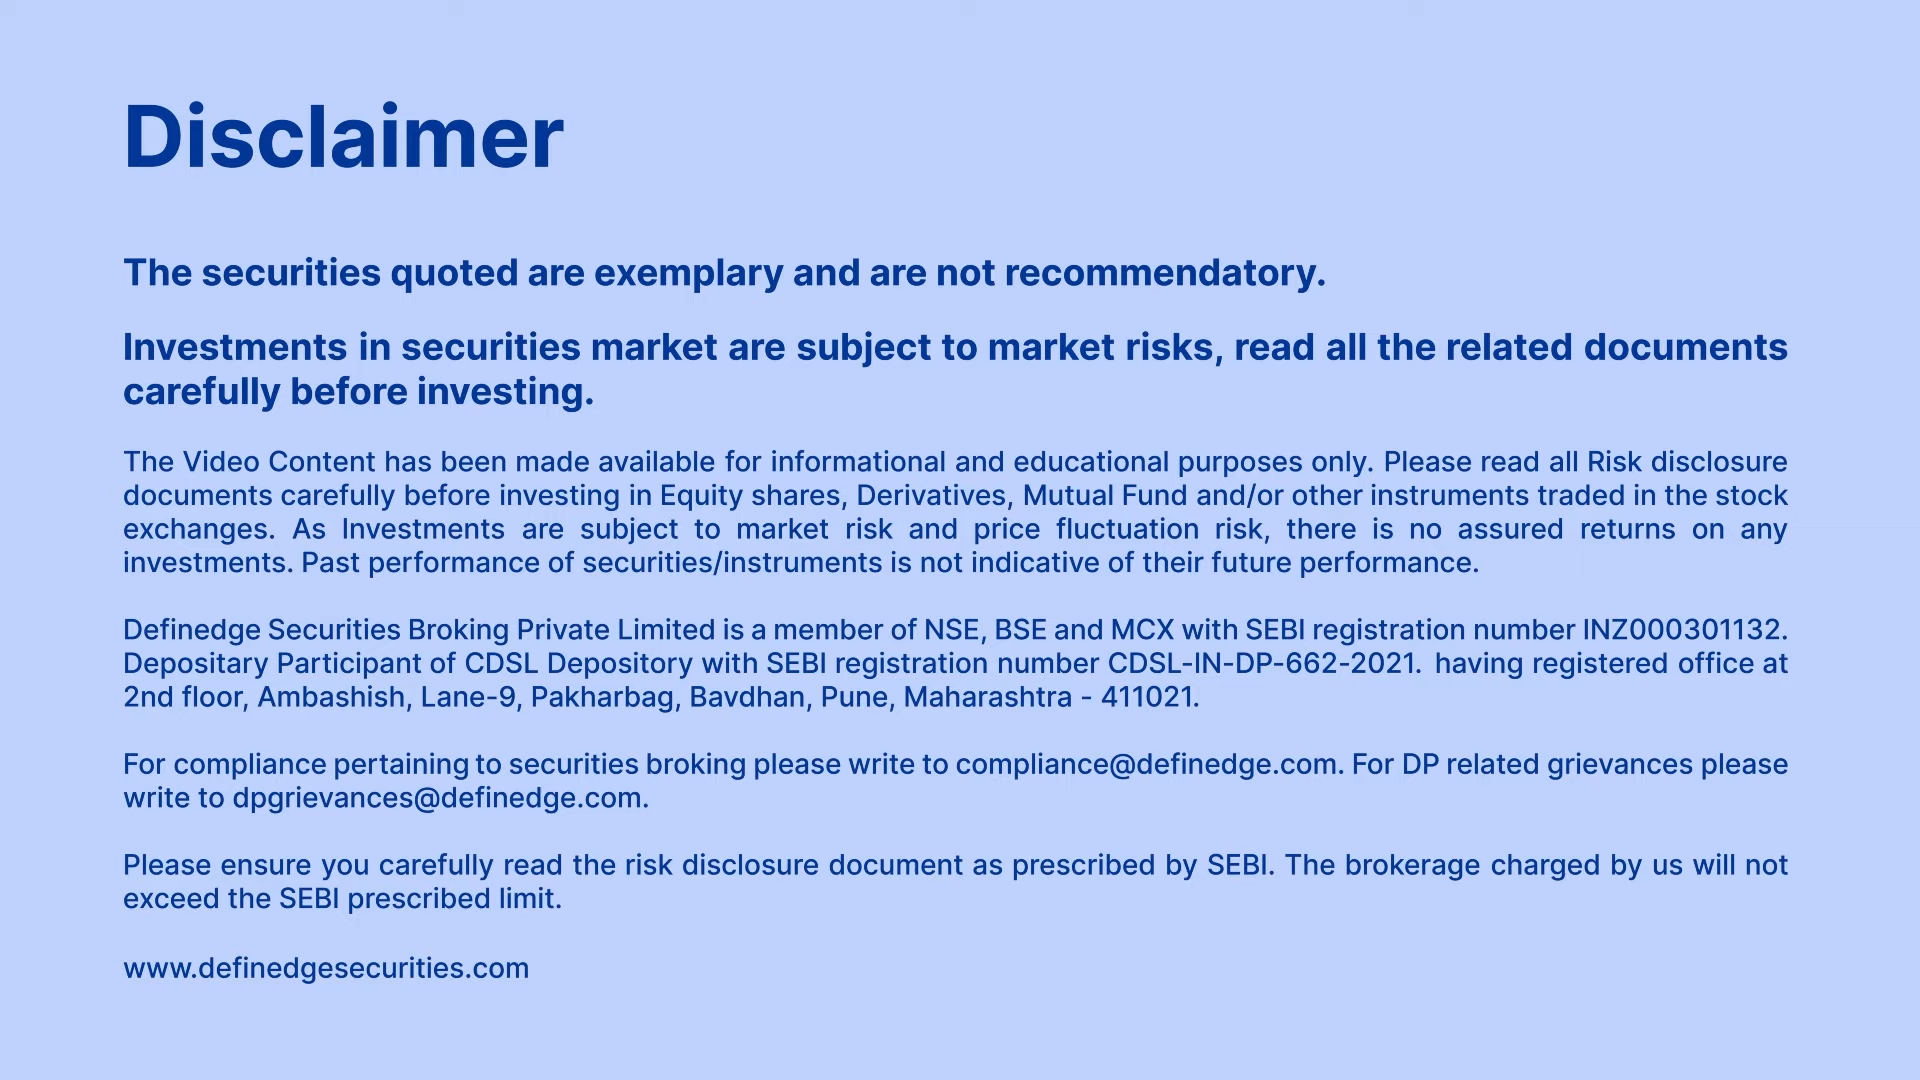 Disclaimer
The securities quoted are exemplary and are not recommendatory.
Investments in securities market are subject to market risks, read all the related documents
carefully before investing.
The Video Content has been made available for informational and educational purposes only. Please read all Risk disclosure
documents carefully before investing in Equity shares, Derivatives, Mutual Fund and/or other instruments traded in the stock
exchanges. As Investments are subject to market risk and price fluctuation risk, there is no assured returns on any
investments. Past performance of securities/instruments is not indicative of their future performance.
Definedge Securities Broking Private Limited is a member of NSE, BSE and MCX with SEBI registration number INZ000301132.
Depositary Participant of CDSL Depository with SEBI registration number CDSL-IN-DP-662-2021. having registered office at
2nd floor, Ambashish, Lane-9, Pakharbag, Bavdhan, Pune, Maharashtra - 411021.
For compliance pertaining to securities broking please write to compliance@definedge.com. For DP related grievances please
write to dpgrievances@definedge.com.
Please ensure you carefully read the risk disclosure document as prescribed by SEBI. The brokerage charged by us will not
exceed the SEBI prescribed limit.
www.definedgesecurities.com